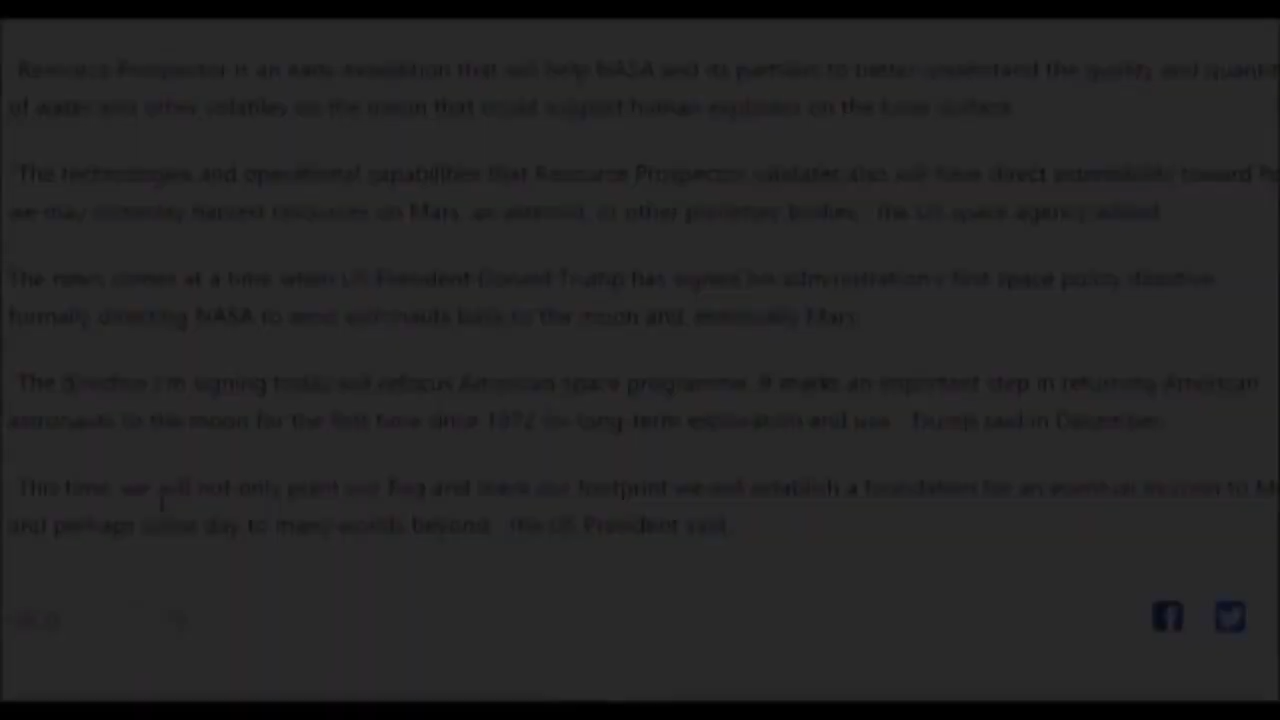 Resource Prospector is an early expedition that will help NASA and its partners to better understand the quality and
of water and other volatiles on the moon that could support human on the lunar surface
"The technologies and operational capabilities that Resource Prospector validates also will have direct toward
we may someday harvest resources on Mars, an asteroid, or other planetary bodies," the US space agency added.
The news comes at a time when US President Donald Trump has signed his administration's first space policy directive
formally directing NASA to send astronauts back to the moon and, eventually Mars.
"The directive I'm signing today will refocus American space programme. It marks an important step in returning American
astronauts to the moon for the first time since 1972 for long-term exploration and use," Trump said in December.
"This time, we will not only plant our flag and leave our footprint we will establish a foundation for an eventual mission to
and perhaps some day to many worlds beyond," the US President said.